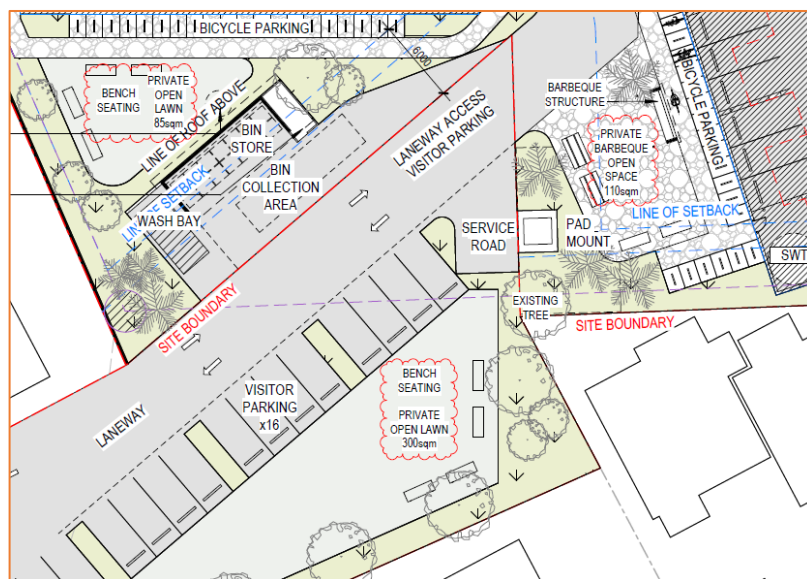 BICYCLE PARKING
BENCH
SEATING
PRIVATE
OPEN
LAWN
85sqm
LINE OF ROOF ABOVE
6000
BIN
STORE
LINE OF SETBACK
BIN
COLLECTION
AREA
WASH BAY
LANEWAY ACCESS
VISITOR PARKING
BARBEQUE
STRUCTURE
BICYCLE PARKING
PRIVATE
BARBEQUE
OPEN
SPACE
110sqm
LINE OF SETBACK
SERVICE
ROAD
PAD
MOUNT
SWT
EXISTING
TREE
SITE BOUNDARY
SITE BOUNDARY
LANEWAY
VISITOR
PARKING
x16
BENCH
SEATING
PRIVATE
OPEN LAWN
300sqm